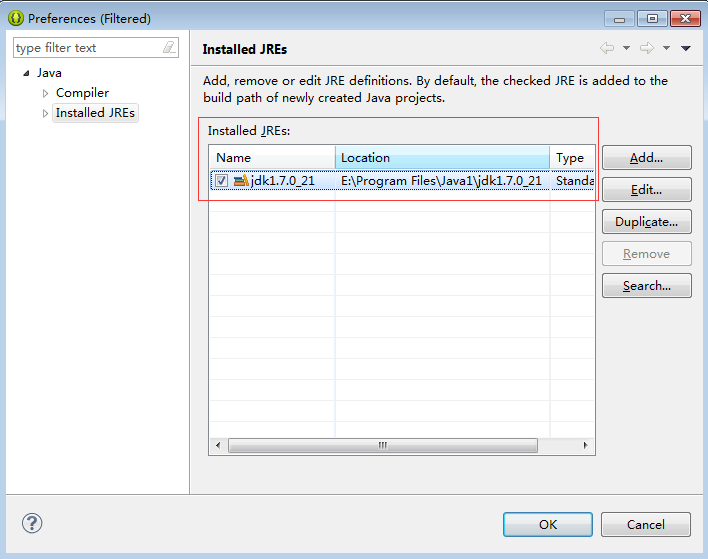 Preferences (Filtered)
type filter text
Java
Compiler
Installed JREs
Installed JREs
Add, remove or edit JRE definitions. By default, the checked JRE is added to the
build path of newly created Java projects.
Installed JREs:
Name Location Type
jdk1.7.0_21 E:\Program Files\Java1\jdk1.7.0_21 Standa
Add...
Edit...
Duplicate...
Remove
Search...
OK Cancel